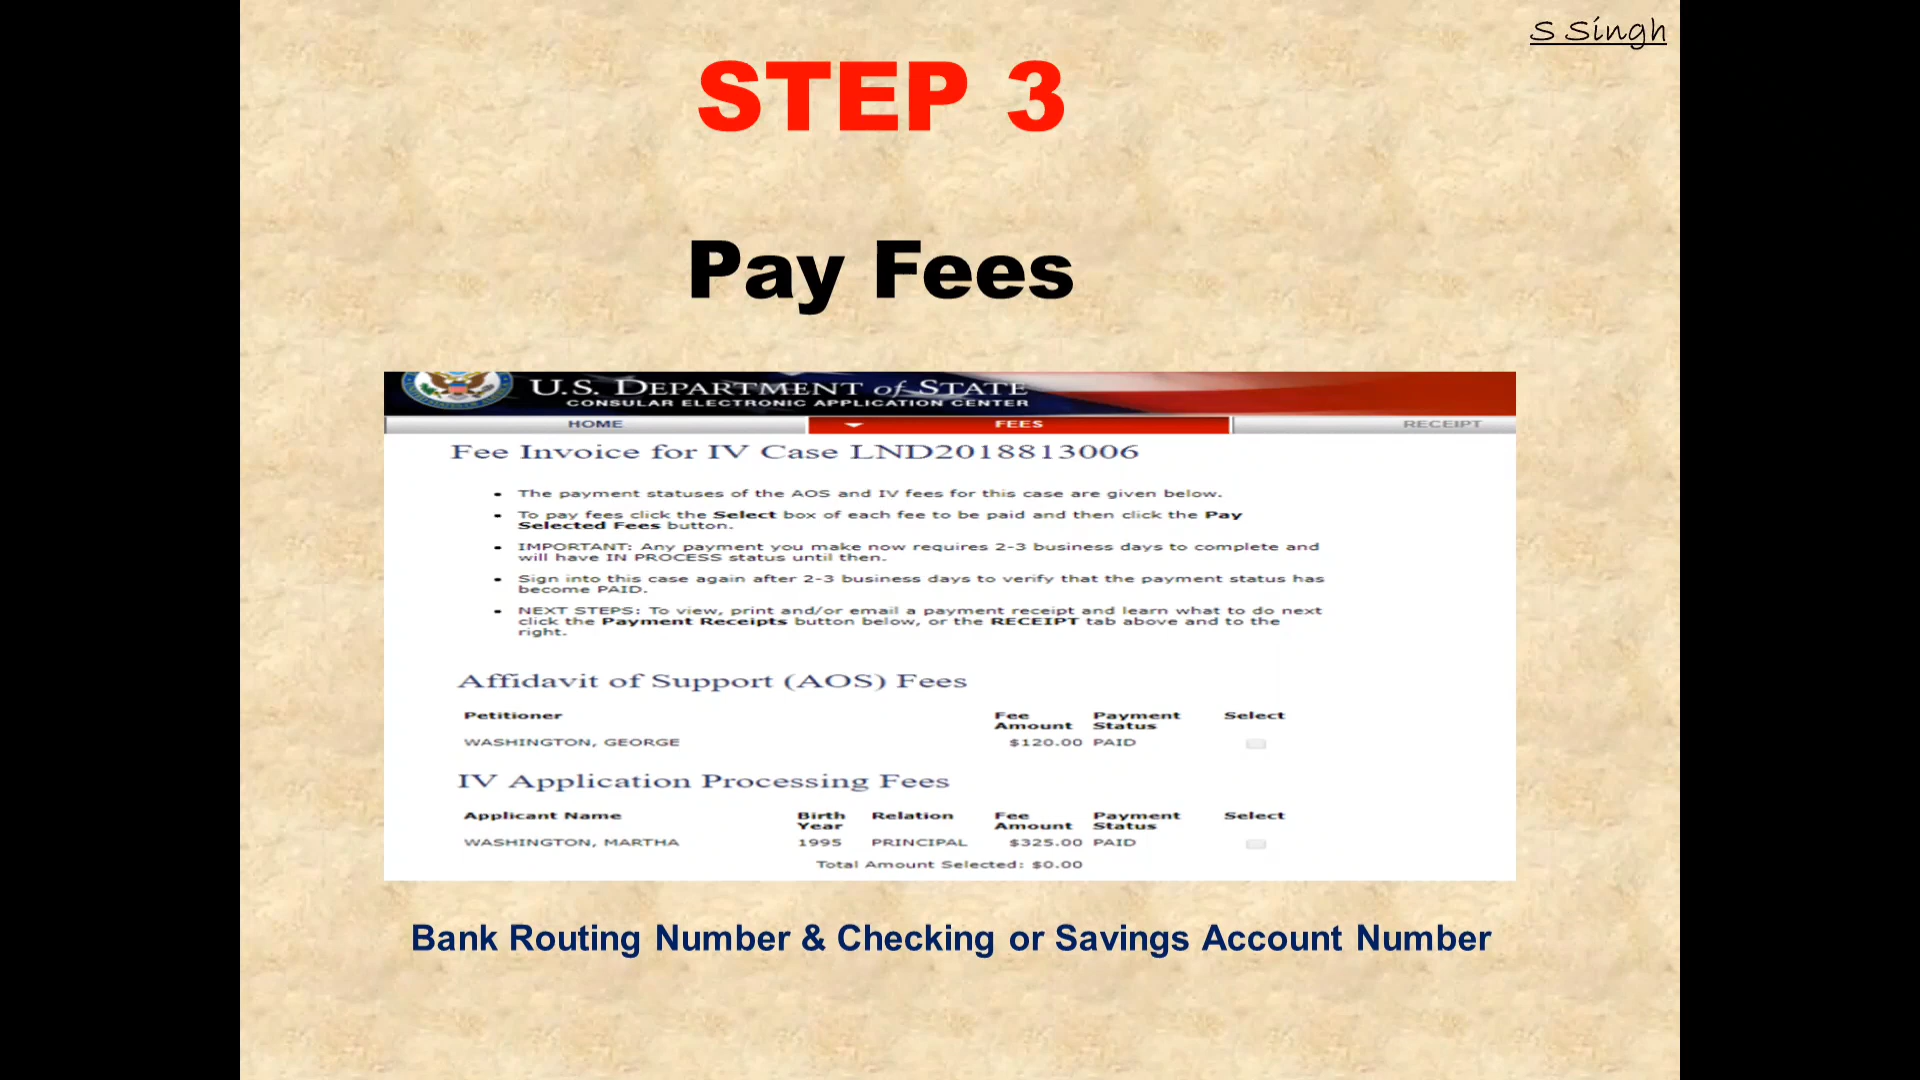 S Singh
STEP 3
Pay Fees
U.S. DEPARTMENT of STATE
CONSULAR ELECTRONIC APPLICATION CENTER
HOME FEES RECEIPT
Fee Invoice for IV Case LND2018813006
• The payment statuses of the AOS and IV fees for this case are given below.
• To pay fees click the Select box of each fee to be paid and then click the Pay
Selected Fees button.
• IMPORTANT: Any payment you make now requires 2-3 business days to complete and
will have IN PROCESS status until then.
• Sign into this case again after 2-3 business days to verify that the payment status has
become PAID.
• NEXT STEPS: To view, print and/or email a payment receipt and learn what to do next
click the Payment Receipts button below, or the RECEIPT tab above and to the
right.
Affidavit of Support (AOS) Fees
Petitioner Fee Payment Select
Amount Status
WASHINGTON, GEORGE $120.00 PAID
IV Application Processing Fees
Applicant Name Birth Relation Fee Payment Select
Year Amount Status
WASHINGTON, MARTHA 1995 PRINCIPAL $325.00 PAID
Total Amount Selected: $0.00
Bank Routing Number & Checking or Savings Account Number